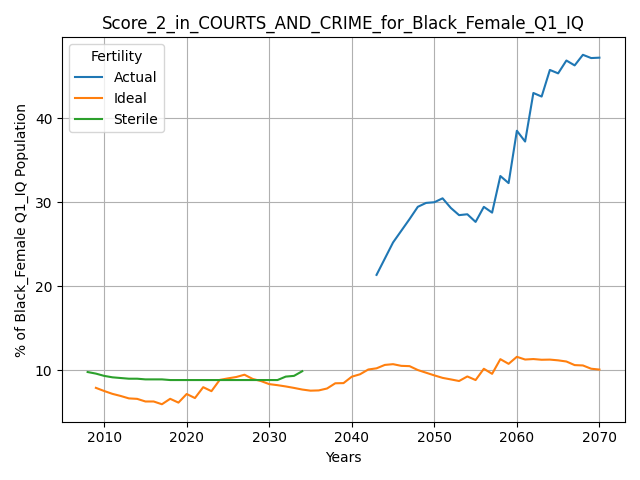 Score_2_in_COURTS_AND_CRIME_for_Black_Female_Q1_IQ
Fertility
Actual
Ideal
Sterile
% of Black_Female Q1_IQ Population
40
30
20
10
2010 2020 2030 2040 2050 2060 2070
Years